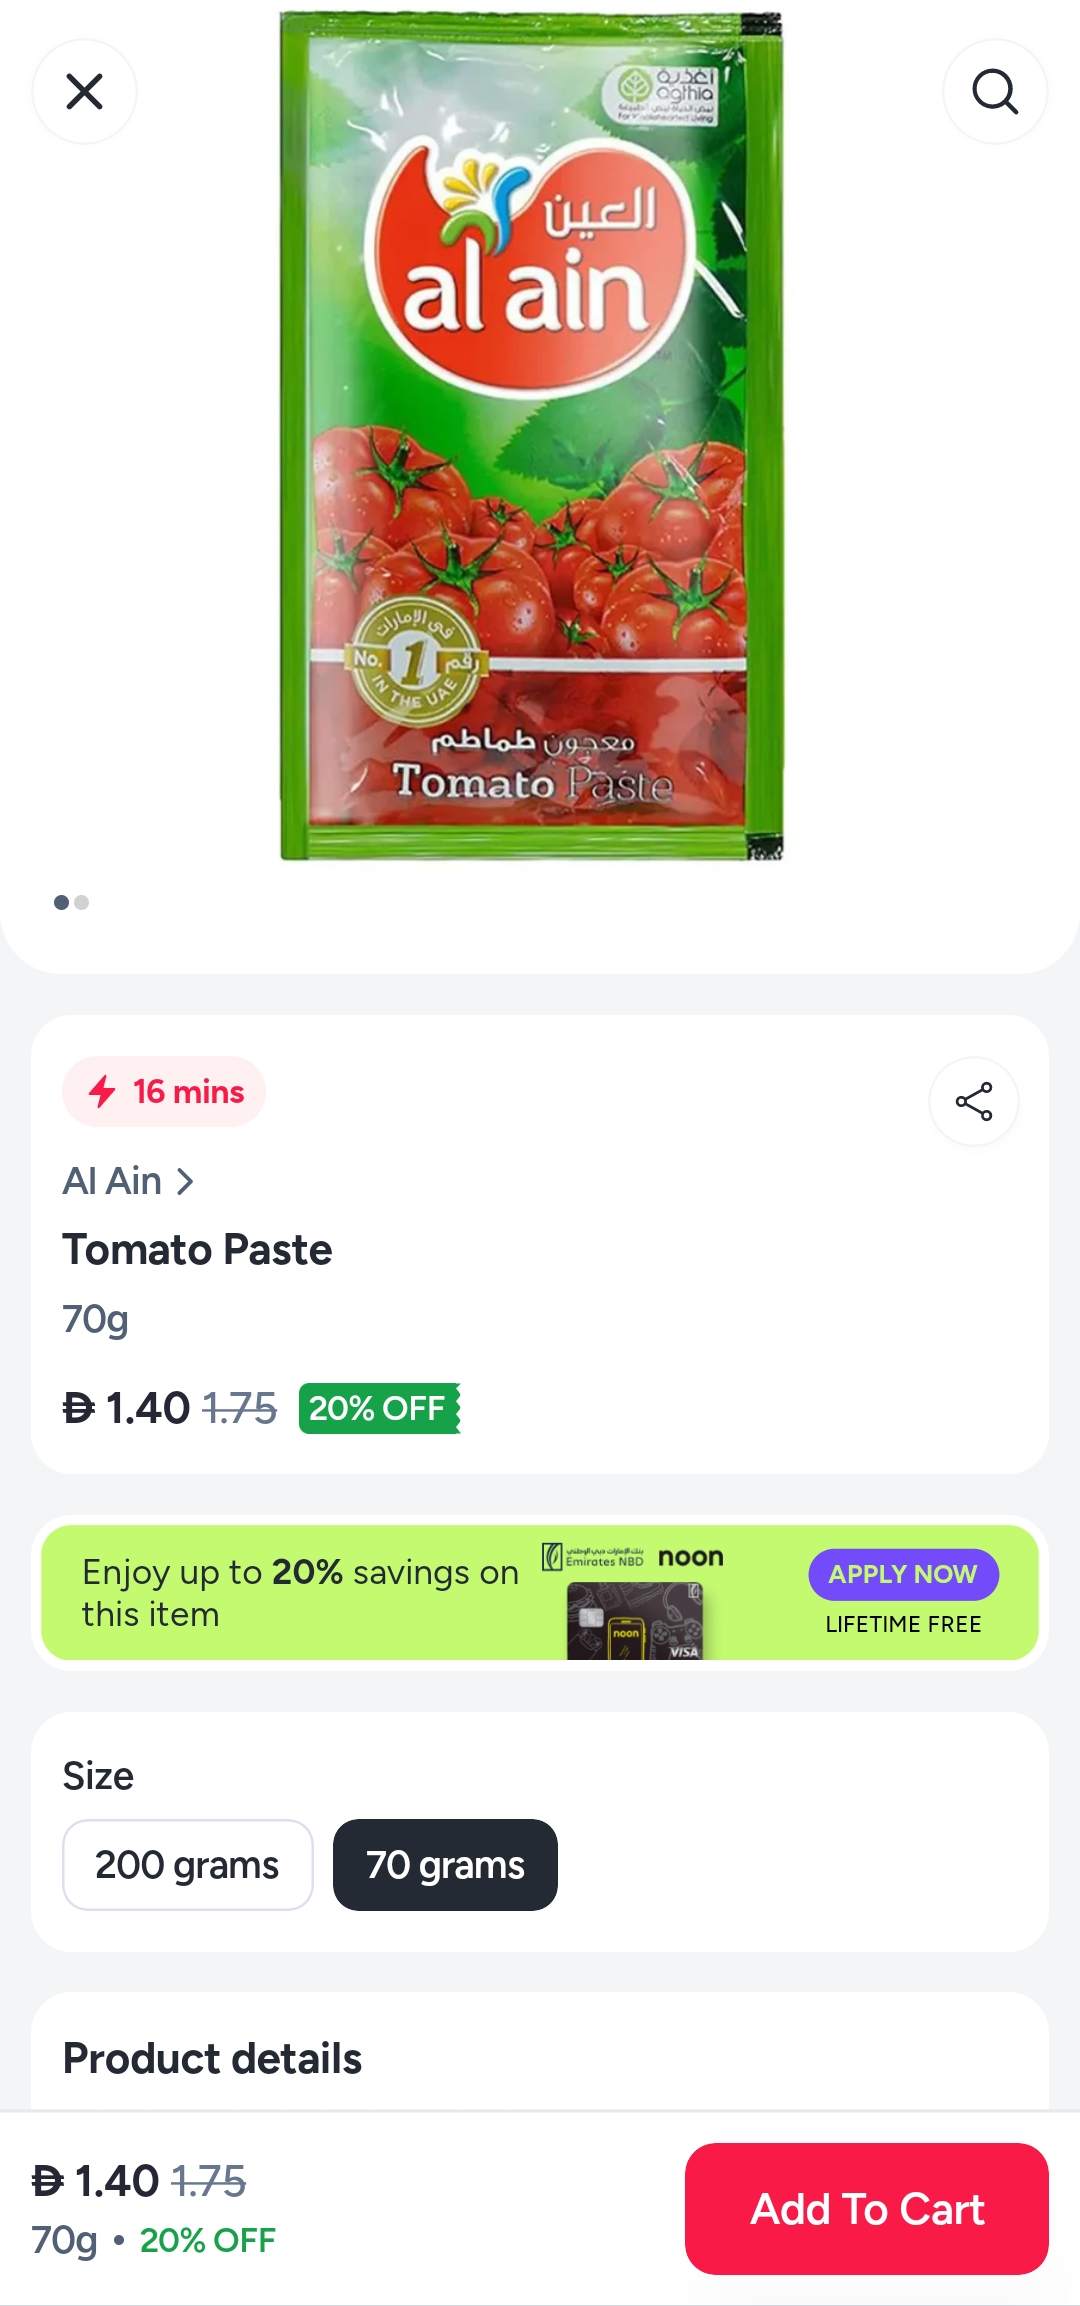 أغذية
agthia
For Wholehearted Living
العين
al ain
في الإمارات
No. 1 رقم
IN THE UAE
معجون طماطم
Tomato Paste
16 mins
Al Ain
Tomato Paste
70g
1.40 1.75 20% OFF
Enjoy up to 20% savings on
this item
بنك الإمارات دبي الوطني
Emirates NBD noon
noon
VISA
APPLY NOW
LIFETIME FREE
Size
200 grams 70 grams
Product details
1.40 1.75
70g • 20% OFF
Add To Cart